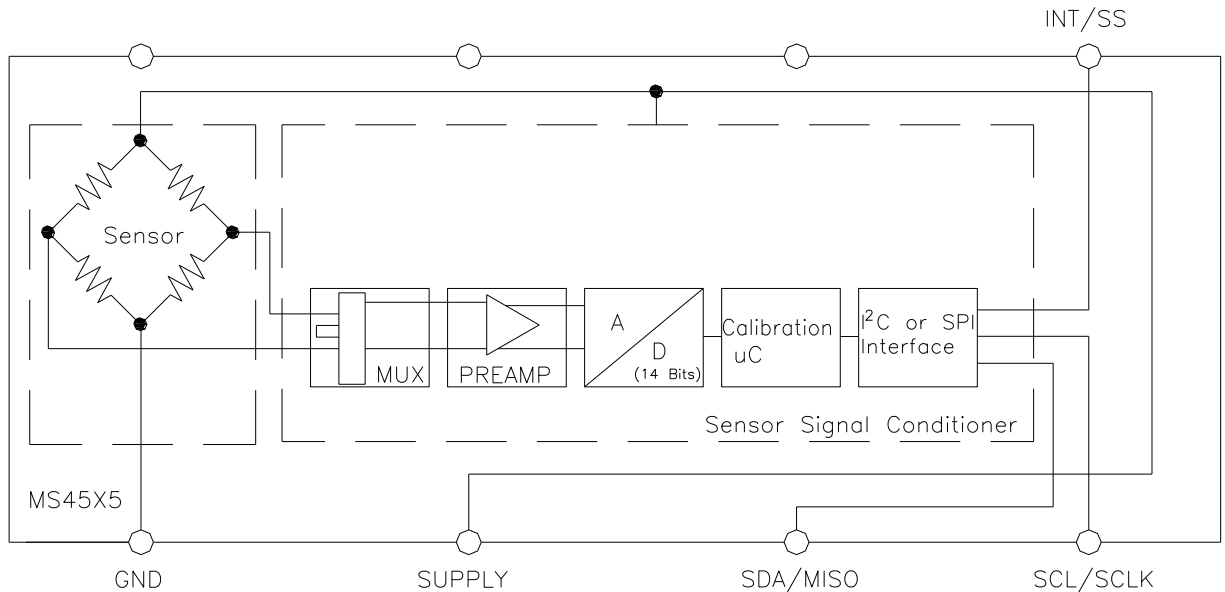 INT/SS
Sensor
A
D
(14 Bits)
Calibration
uC
I²C or SPI
Interface
MUX
PREAMP
Sensor Signal Conditioner
MS45X5
GND
SUPPLY
SDA/MISO
SCL/SCLK